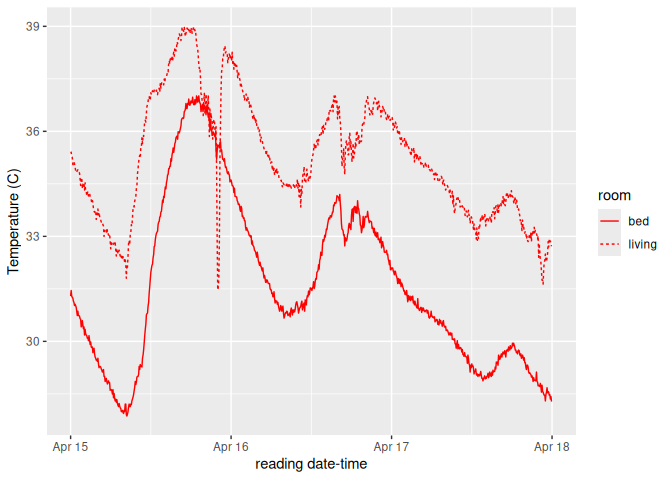 39
36
33
30
Temperature (C)
Apr 15
Apr 16
Apr 17
Apr 18
reading date-time
room
bed
living